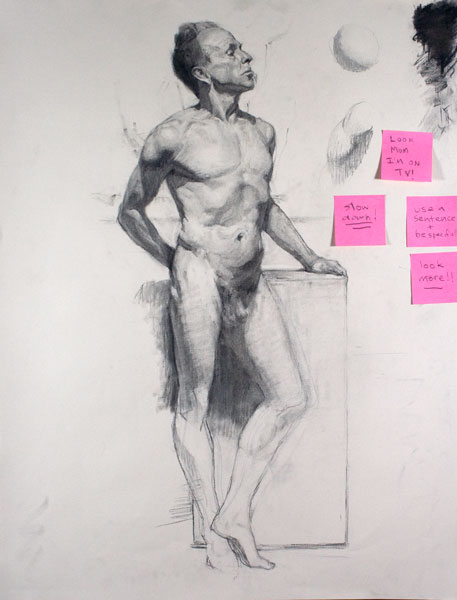 Look
Mom
I'm on
TV!
slow
down!
use a
sentence
+
be specific!
look
more!!